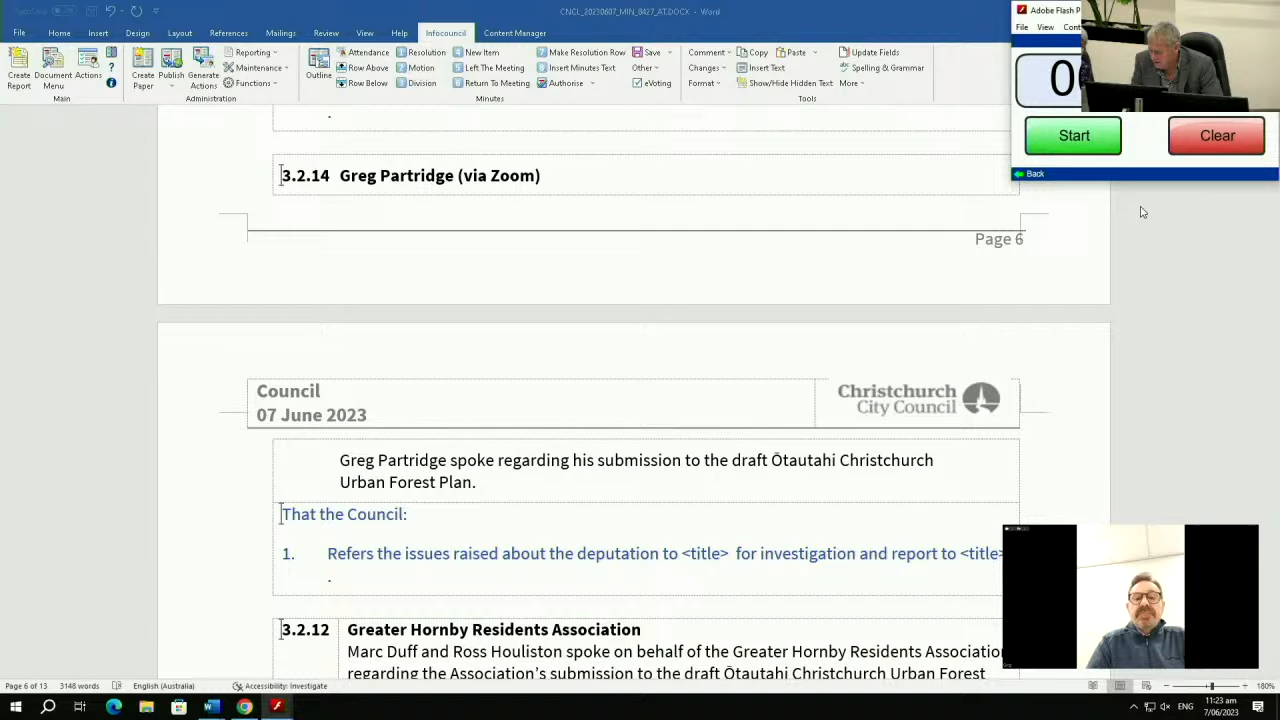 CNCL_20230607_MIN_8427_AT.DOCX - Word
File Home Insert Design Layout References Mailings Review View Help Infocouncil Content Manager
Create Report
Document Menu
Actions
Main
Create Paper
Publish
Generate Actions
Reporting
Maintenance
Functions
Administration
Outline
Attendance
Row Above
Row Below
Resolution
Motion
Division
New Item
Left The Meeting
Return To Meeting
Make Resolution Row
Insert Minutes Text
Authorise
Save
Other
eVoting
Minutes
Comment
Changes
Format
Copy
Paste
Insert Text
Show/Hide Hidden Text
Update Fields
Spelling & Grammar
More
Tools
Adobe Flash P
File View Cont
0
Start
Clear
Back
.
3.2.14 Greg Partridge (via Zoom)
Page 6
Council
07 June 2023
Christchurch
City Council
Greg Partridge spoke regarding his submission to the draft Ōtautahi Christchurch
Urban Forest Plan.
That the Council:
1. Refers the issues raised about the deputation to <title> for investigation and report to <title>
.
3.2.12 Greater Hornby Residents Association
Marc Duff and Ross Houliston spoke on behalf of the Greater Hornby Residents Association
regarding the Association's submission to the draft Ōtautahi Christchurch Urban Forest
3148 words
English (Australia)
Accessibility: Investigate
180%
ENG
11:23 am
7/06/2023